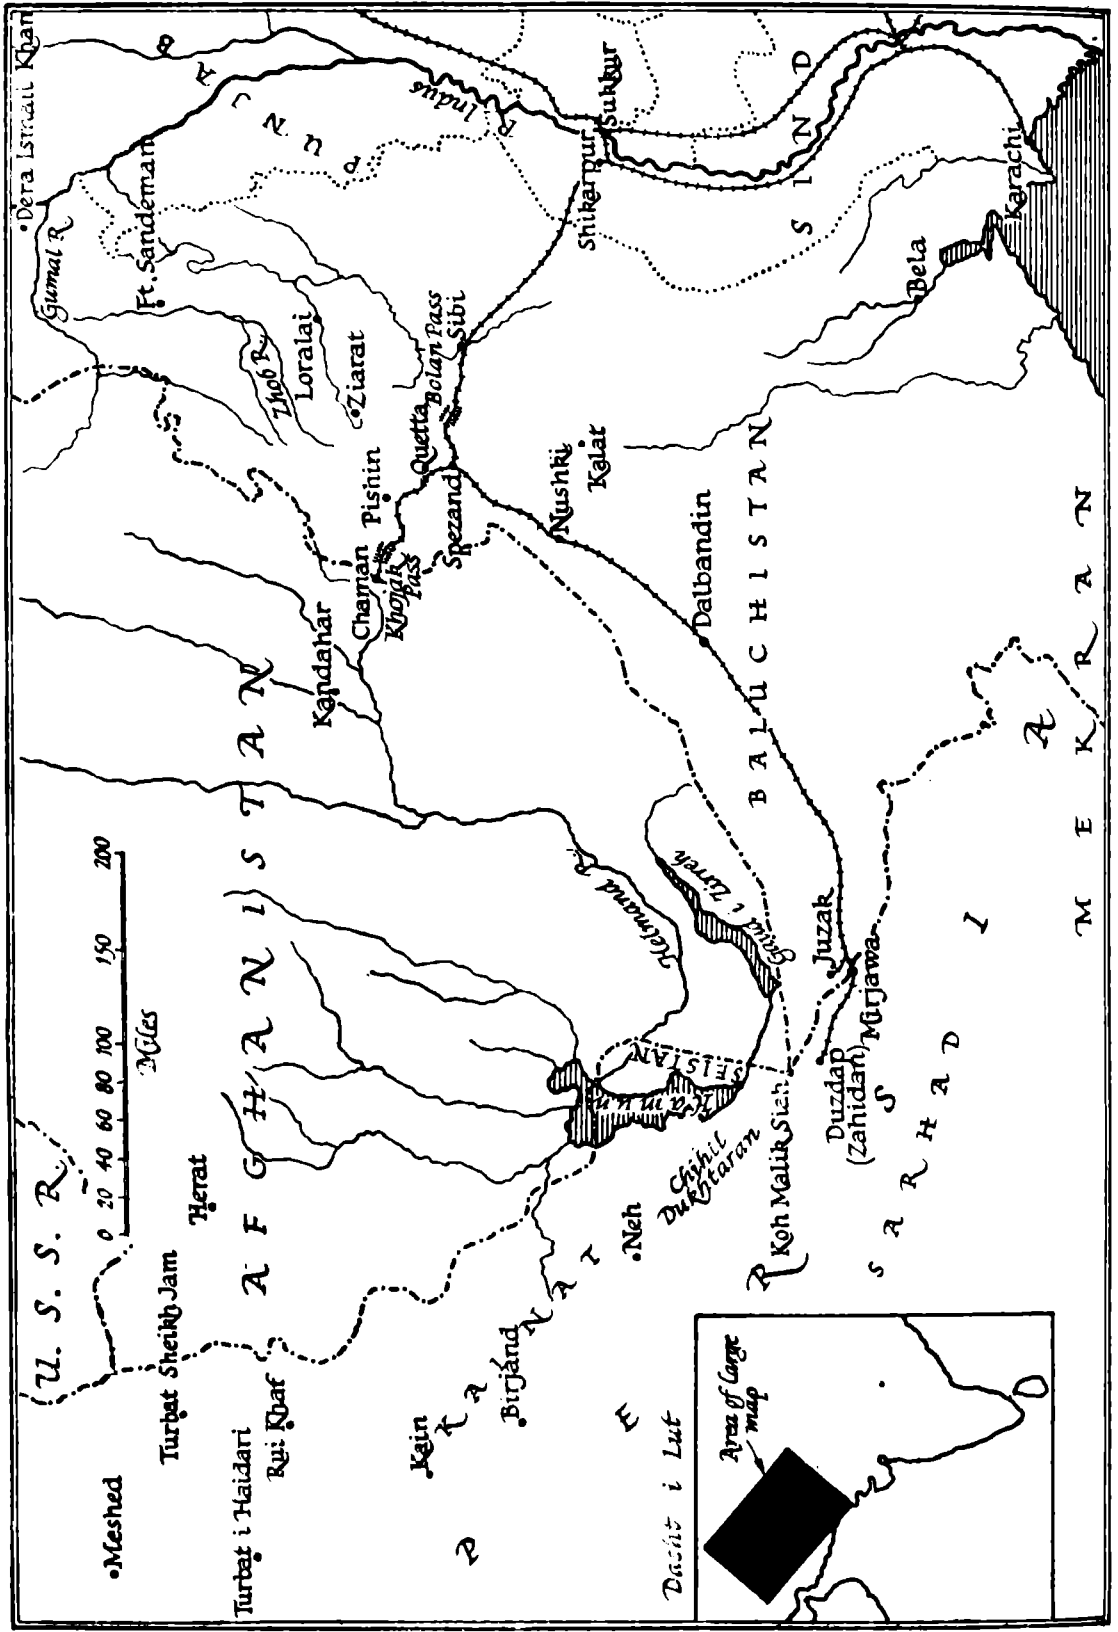 U. S. S. R.
0 20 40 60 80 100 150 200
Miles
Meshed
Turbat Sheikh Jam
Herat
Turbat i Haidari
Rui Khaf
AFGHANISTAN
Kain
Birjand
KAINAT
Neh
Chihil
Dukhtaran
Hamun
SEISTAN
Helmand R
Gaud i Zirreh
Koh Malik Siah
Juzak
Duzdap
(Zahidan)
Mirjawa
SARHAD
PERSIA
Dasht i Lut
MEKRAN
BALUCHISTAN
Dalbandin
Nushki
Kalat
Kandahar
Chaman
Khojak
Pass
Pishin
Quetta
Spezand
Bolan Pass
Sibi
Ziarat
Loralai
Zhob R.
Ft. Sandeman
Gumal R
Dera Ismail Khan
PUNJAB
Indus R
Shikarpur
Sukkur
SIND
Bela
Karachi
Area of large
map